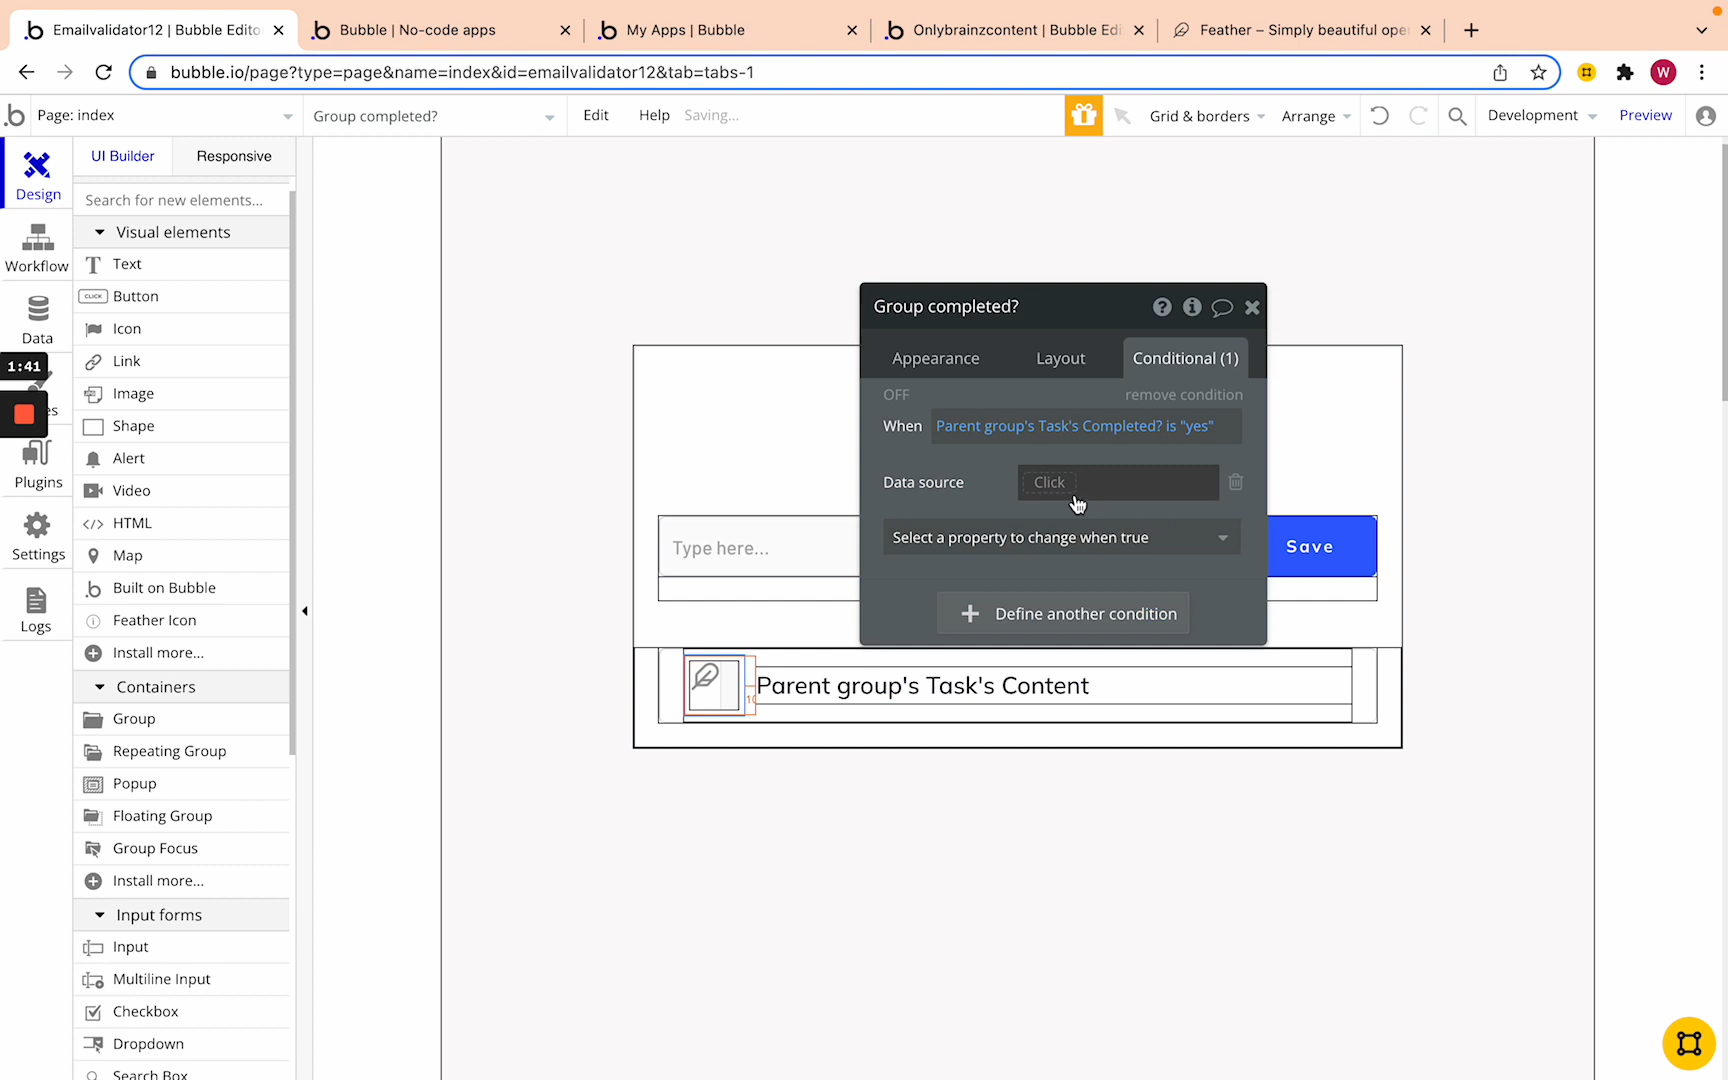 Emailvalidator12 | Bubble Edito
Bubble | No-code apps
My Apps | Bubble
Onlybrainzcontent | Bubble Edi
Feather – Simply beautiful ope
bubble.io/page?type=page&name=index&id=emailvalidator12&tab=tabs-1
W
Page: index
Group completed?
Edit
Help
Saving...
Grid & borders
Arrange
Development
Preview
Design
Workflow
Data
1:41
es
Plugins
Settings
Logs
UI Builder
Responsive
Search for new elements...
Visual elements
Text
CLICK Button
Icon
Link
Image
Shape
Alert
Video
</> HTML
Map
Built on Bubble
Feather Icon
Install more...
Containers
Group
Repeating Group
Popup
Floating Group
Group Focus
Install more...
Input forms
Input
Multiline Input
Checkbox
Dropdown
Search Box
Group completed?
Appearance
Layout
Conditional (1)
OFF
remove condition
When
Parent group's Task's Completed? is "yes"
Data source
Click
Select a property to change when true
Define another condition
Type here...
Save
Parent group's Task's Content